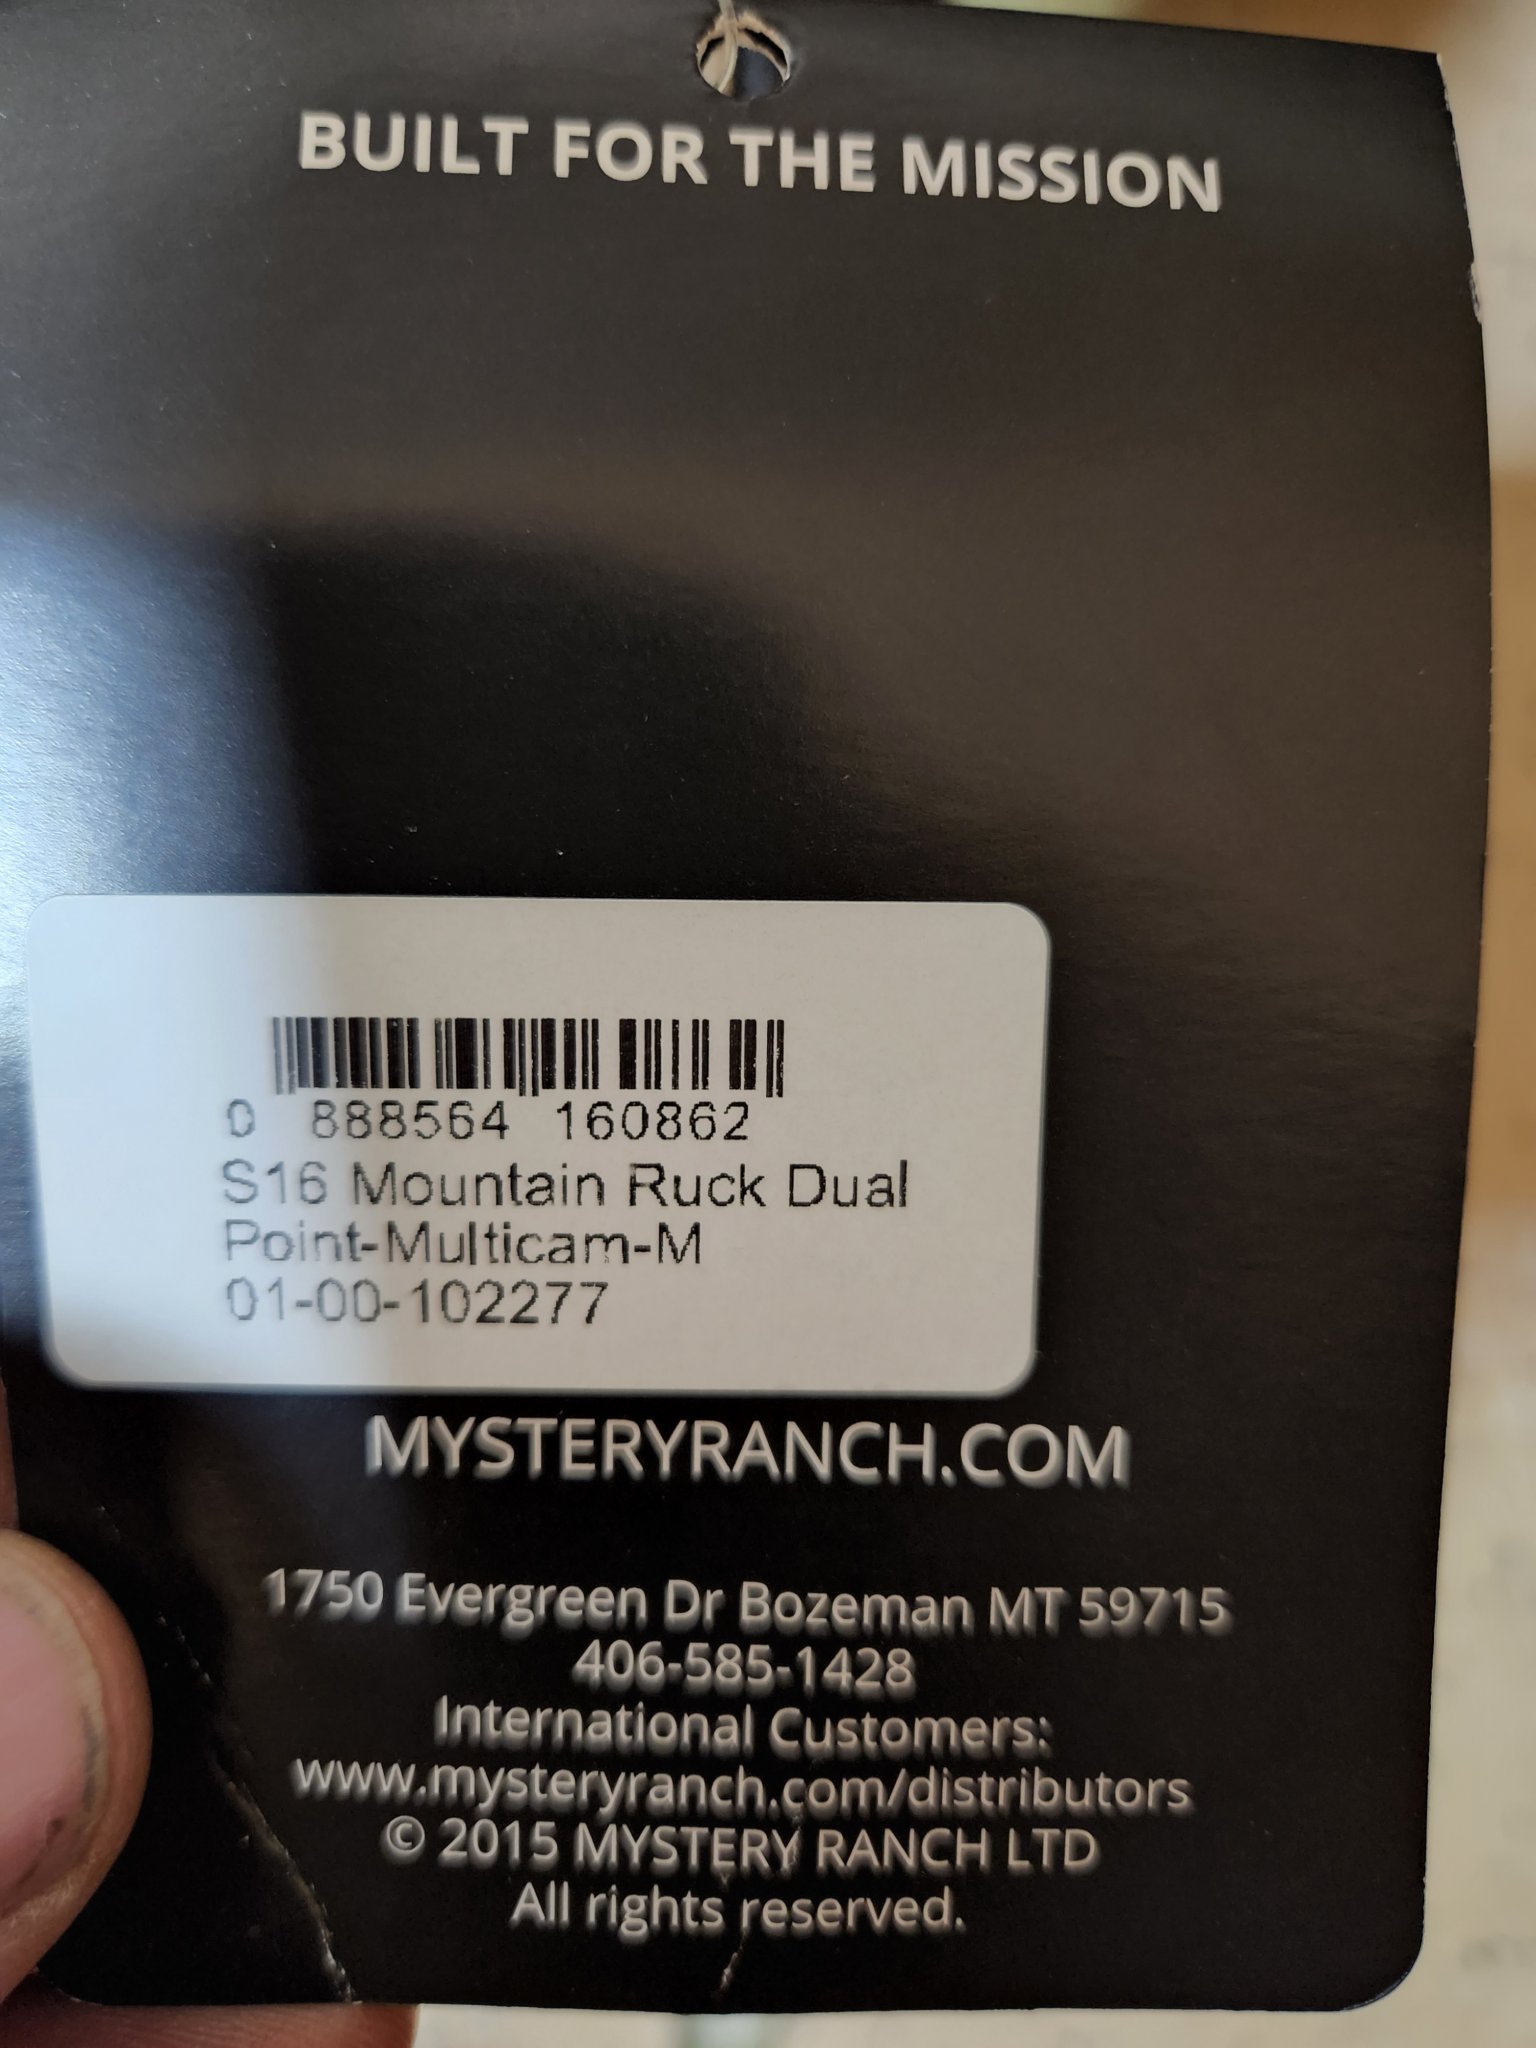 BUILT FOR THE MISSION
0 888564 160862
S16 Mountain Ruck Dual
Point-Multicam-M
01-00-102277
MYSTERYRANCH.COM
1750 Evergreen Dr Bozeman MT 59715
406-585-1428
International Customers:
www.mysteryranch.com/distributors
© 2015 MYSTERY RANCH LTD
All rights reserved.